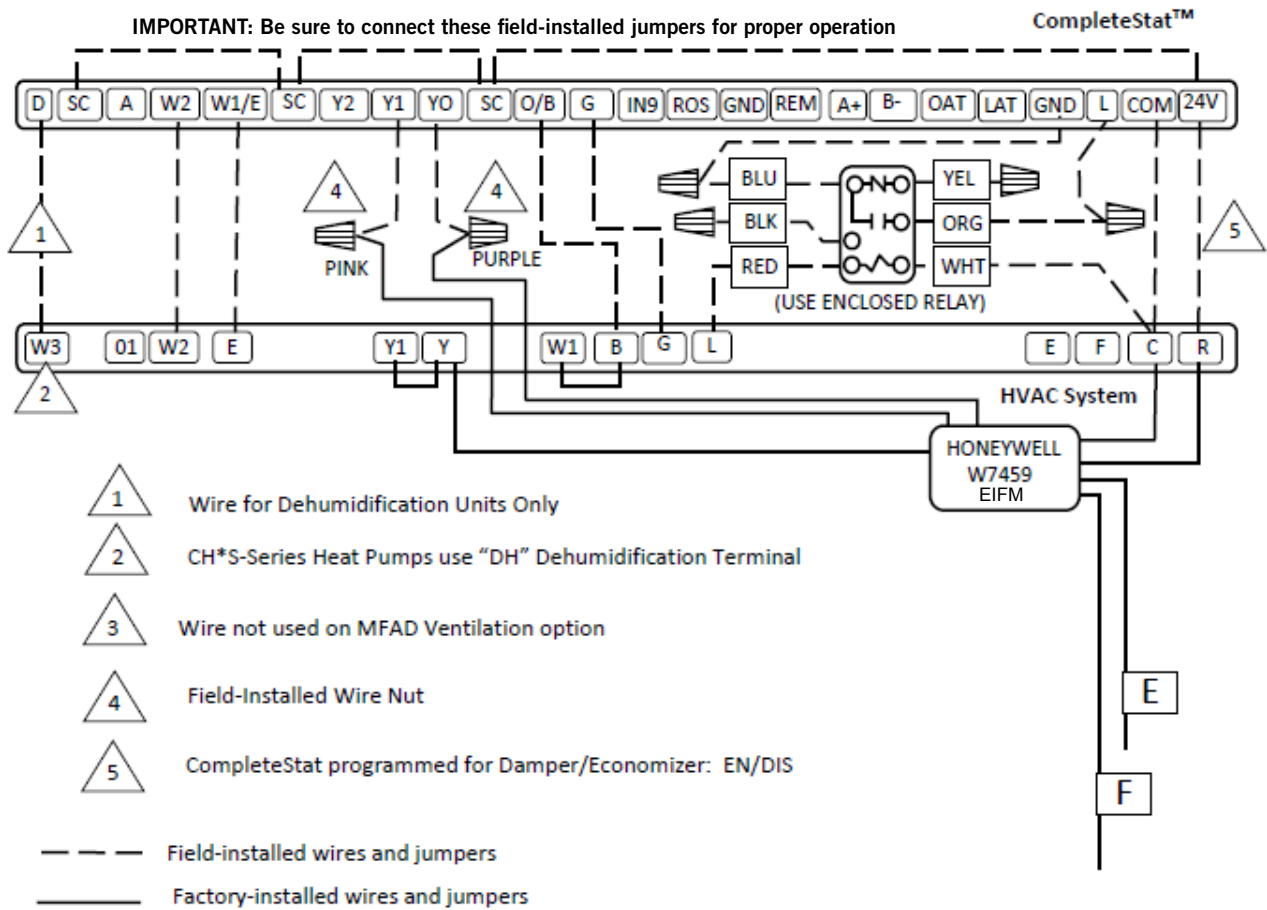 IMPORTANT: Be sure to connect these field-installed jumpers for proper operation
CompleteStat™
D SC A W2 W1/E SC Y2 Y1 YO SC O/B G IN9 ROS GND REM A+ B- OAT LAT GND L COM 24V
4
4
BLU
YEL
1
BLK
ORG
5
PINK
PURPLE
RED
WHT
N
(USE ENCLOSED RELAY)
W3 01 W2 E Y1 Y W1 B G L E F C R
2
HVAC System
HONEYWELL
W7459
EIFM
1 Wire for Dehumidification Units Only
2 CH*S-Series Heat Pumps use “DH” Dehumidification Terminal
3 Wire not used on MFAD Ventilation option
4 Field-Installed Wire Nut
5 CompleteStat programmed for Damper/Economizer: EN/DIS
E
F
Field-installed wires and jumpers
Factory-installed wires and jumpers